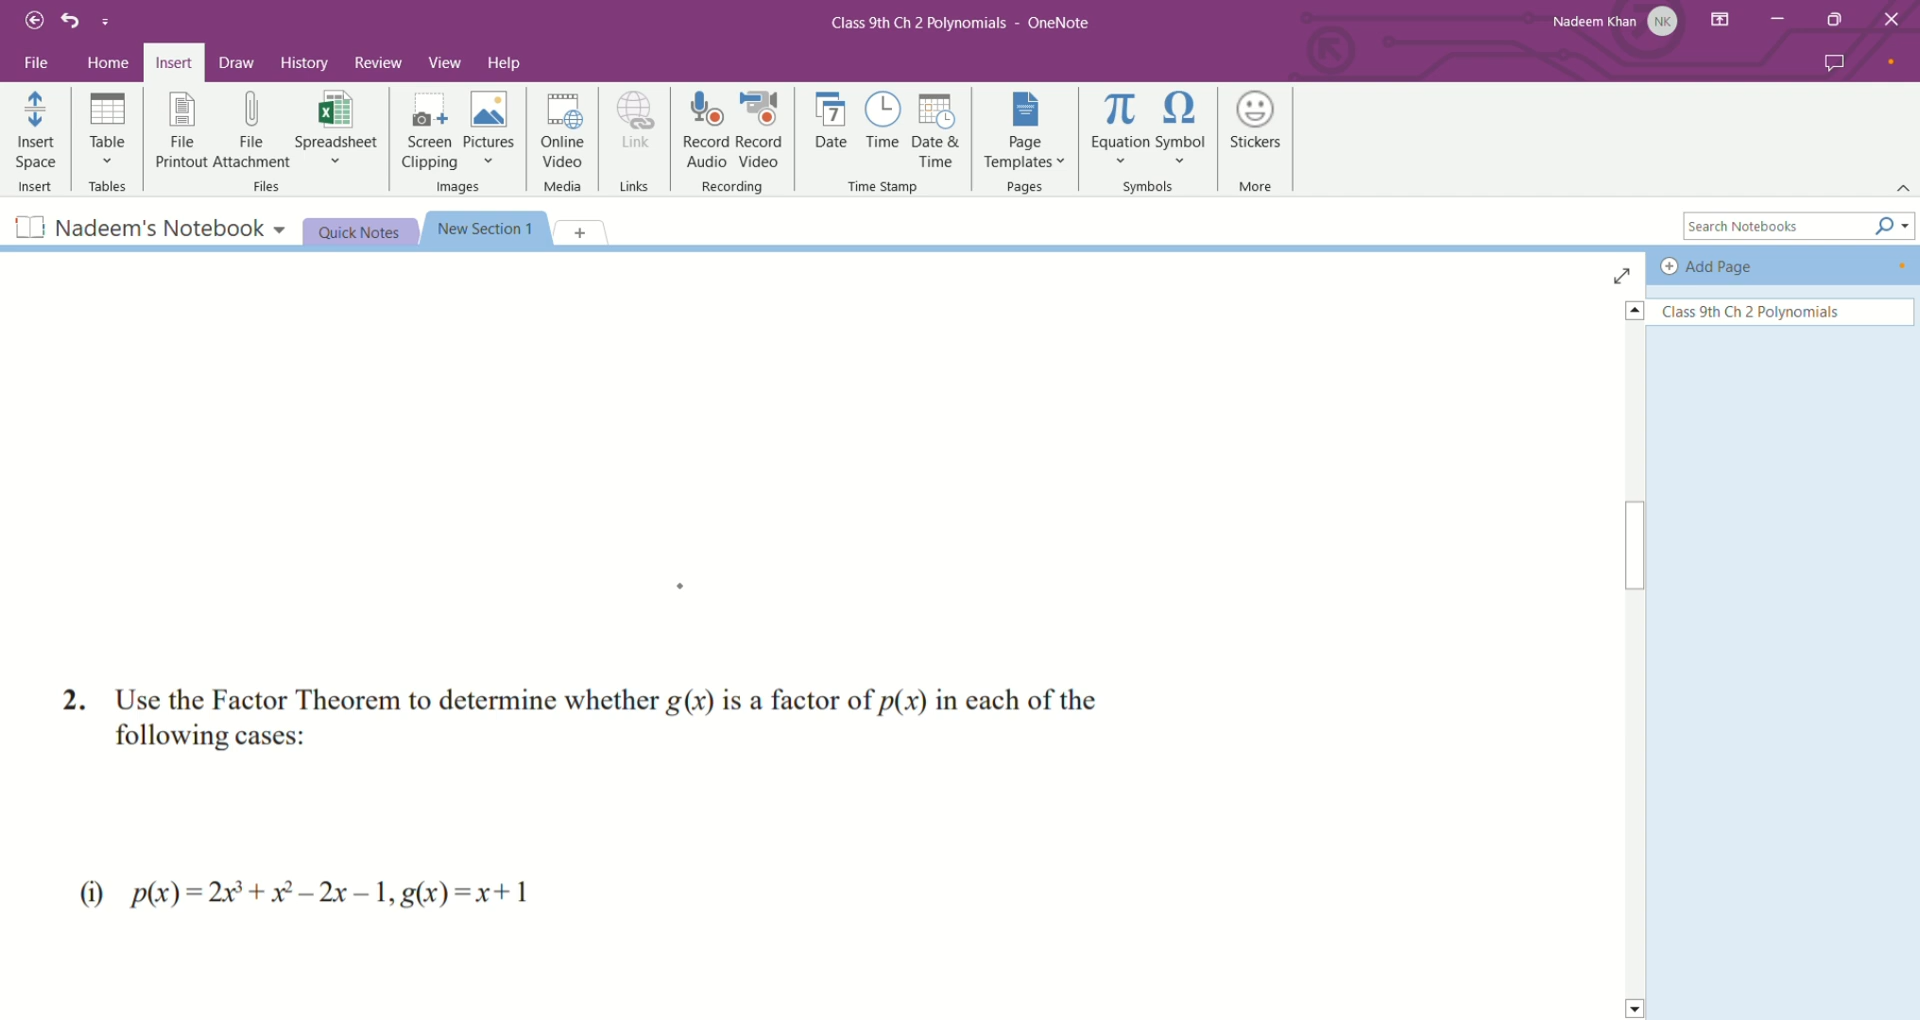 Class 9th Ch 2 Polynomials - OneNote
Nadeem Khan NK
File Home Insert Draw History Review View Help
Insert Space
Table
File Printout
File Attachment
Spreadsheet
Screen Clipping
Pictures
Online Video
Link
Record Audio
Record Video
Date
7
Time
Date & Time
Page Templates
π
Equation
Ω
Symbol
Stickers
Insert Tables Files Images Media Links Recording Time Stamp Pages Symbols More
Nadeem's Notebook Quick Notes New Section 1 +
Search Notebooks
Add Page
Class 9th Ch 2 Polynomials
2. Use the Factor Theorem to determine whether g(x) is a factor of p(x) in each of the
following cases:
(i) p(x) = 2x³ + x² – 2x – 1, g(x) = x + 1